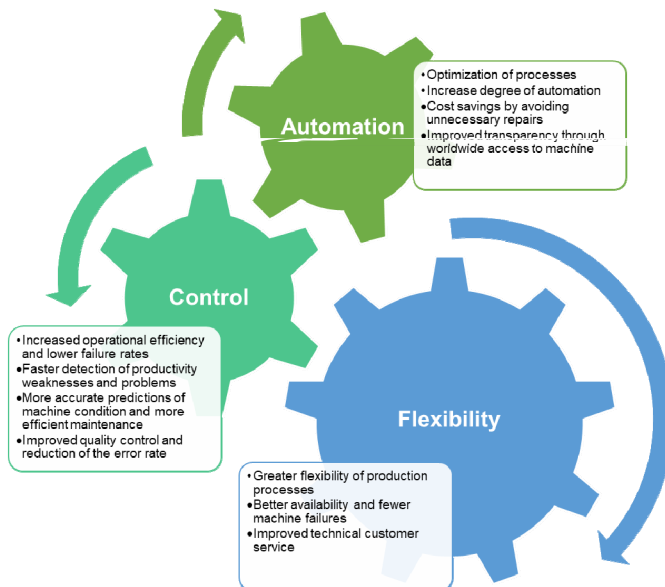 Automation
• Optimization of processes
• Increase degree of automation
• Cost savings by avoiding
unnecessary repairs
• Improved transparency through
worldwide access to machine
data
Control
• Increased operational efficiency
and lower failure rates
• Faster detection of productivity
weaknesses and problems
• More accurate predictions of
machine condition and more
efficient maintenance
• Improved quality control and
reduction of the error rate
Flexibility
• Greater flexibility of production
processes
• Better availability and fewer
machine failures
• Improved technical customer
service